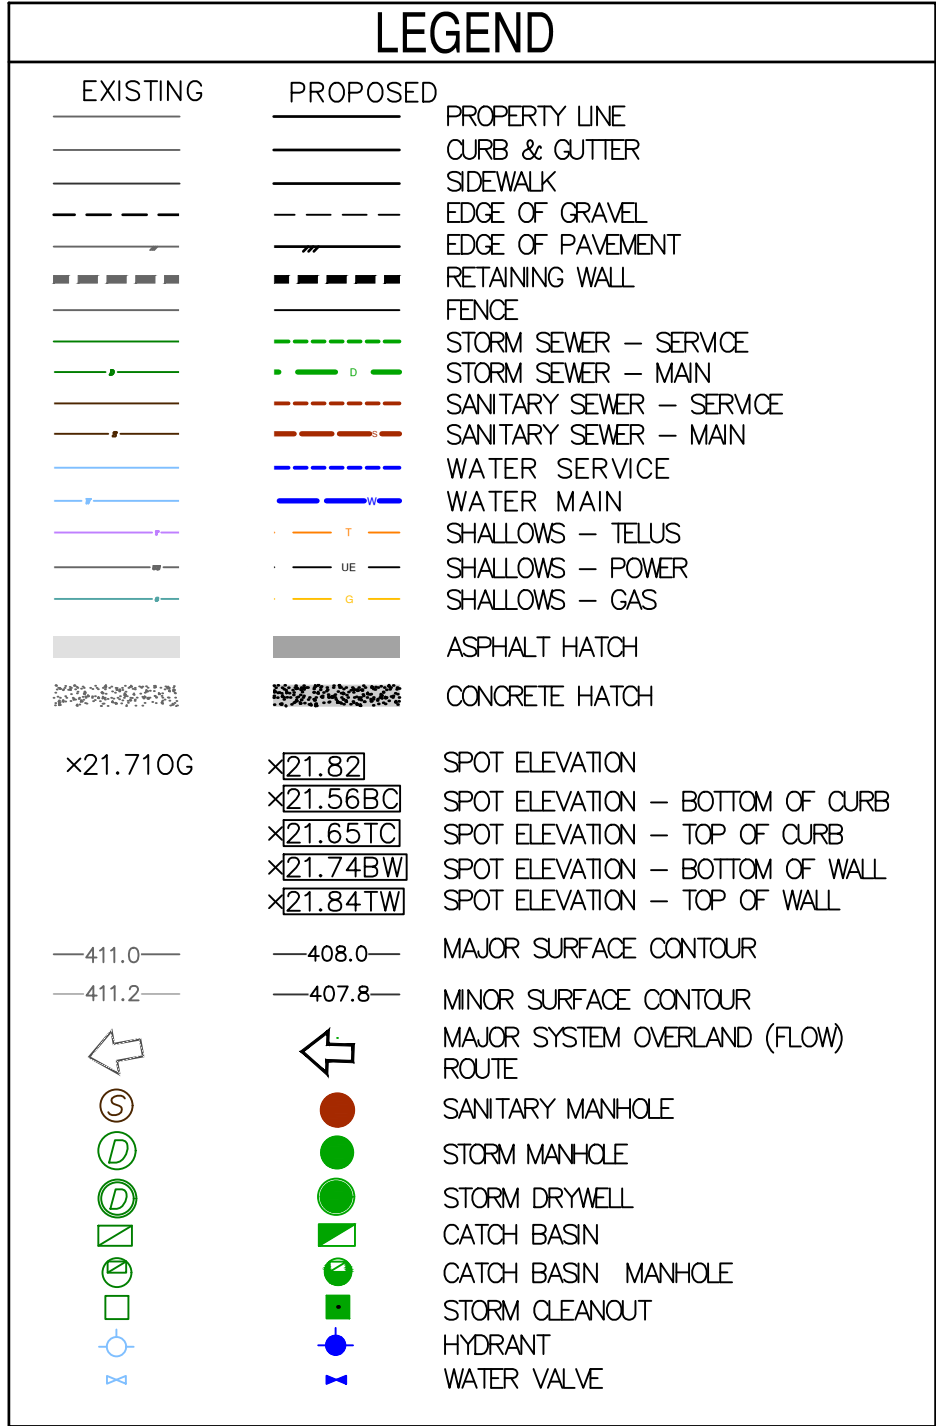 LEGEND
EXISTING PROPOSED
PROPERTY LINE
CURB & GUTTER
SIDEWALK
EDGE OF GRAVEL
EDGE OF PAVEMENT
RETAINING WALL
FENCE
STORM SEWER – SERVICE
D D STORM SEWER – MAIN
SANITARY SEWER – SERVICE
S S SANITARY SEWER – MAIN
WATER SERVICE
W WATER MAIN
T SHALLOWS – TELUS
UE SHALLOWS – POWER
G SHALLOWS – GAS
ASPHALT HATCH
CONCRETE HATCH
×21.71OG ×21.82 SPOT ELEVATION
×21.56BC SPOT ELEVATION – BOTTOM OF CURB
×21.65TC SPOT ELEVATION – TOP OF CURB
×21.74BW SPOT ELEVATION – BOTTOM OF WALL
×21.84TW SPOT ELEVATION – TOP OF WALL
411.0 408.0 MAJOR SURFACE CONTOUR
411.2 407.8 MINOR SURFACE CONTOUR
MAJOR SYSTEM OVERLAND (FLOW)
ROUTE
S SANITARY MANHOLE
D STORM MANHOLE
D STORM DRYWELL
CATCH BASIN
CATCH BASIN MANHOLE
STORM CLEANOUT
HYDRANT
WATER VALVE